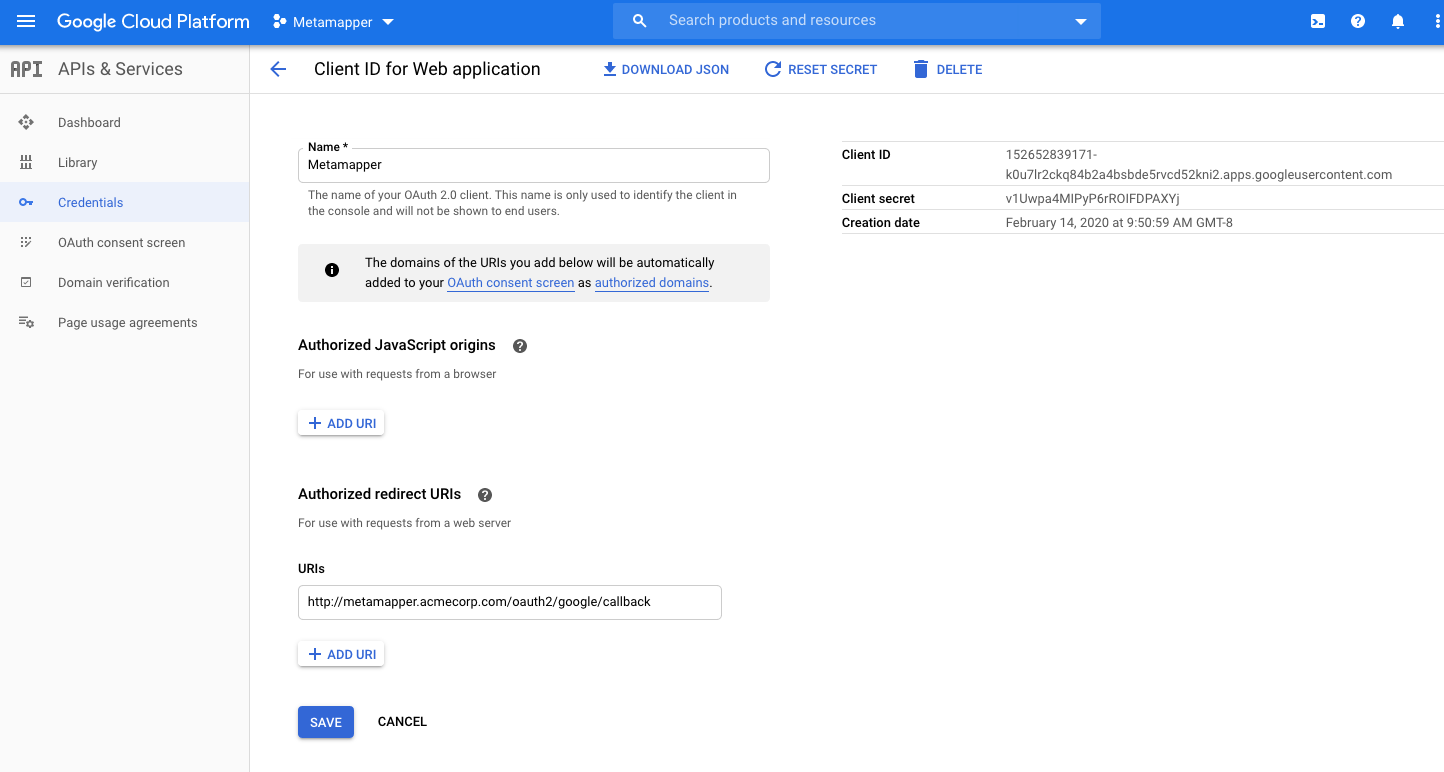 Google Cloud Platform
Metamapper
Search products and resources
API APIs & Services
Client ID for Web application
DOWNLOAD JSON
RESET SECRET
DELETE
Dashboard
Library
Credentials
OAuth consent screen
Domain verification
Page usage agreements
Name *
Metamapper
The name of your OAuth 2.0 client. This name is only used to identify the client in
the console and will not be shown to end users.
The domains of the URIs you add below will be automatically
added to your OAuth consent screen as authorized domains.
Authorized JavaScript origins
For use with requests from a browser
ADD URI
Authorized redirect URIs
For use with requests from a web server
URIs
http://metamapper.acmecorp.com/oauth2/google/callback
ADD URI
SAVE
CANCEL
Client ID
152652839171-
k0u7lr2ckq84b2a4bsbde5rvcd52kni2.apps.googleusercontent.com
Client secret
v1Uwpa4MIPyP6rROIFDPAXYj
Creation date
February 14, 2020 at 9:50:59 AM GMT-8